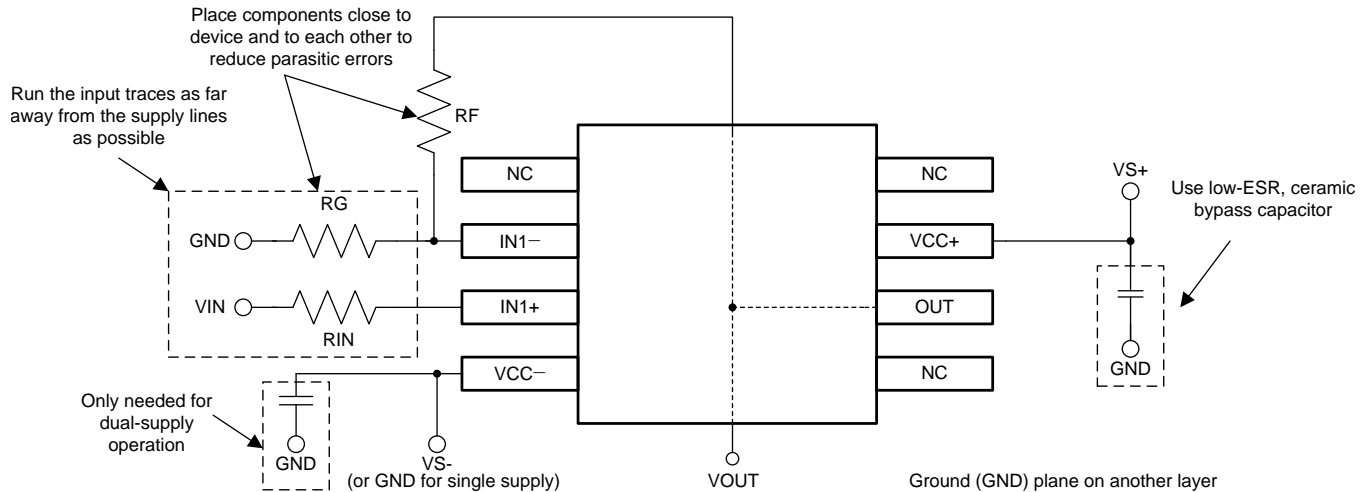 Place components close to
device and to each other to
reduce parasitic errors
Run the input traces as far
away from the supply lines
as possible
RF
NC
NC
VS+
Use low-ESR, ceramic
bypass capacitor
RG
GND
IN1−
VCC+
VIN
IN1+
OUT
RIN
VCC−
NC
GND
Only needed for
dual-supply
operation
GND
VS-
(or GND for single supply)
VOUT
Ground (GND) plane on another layer